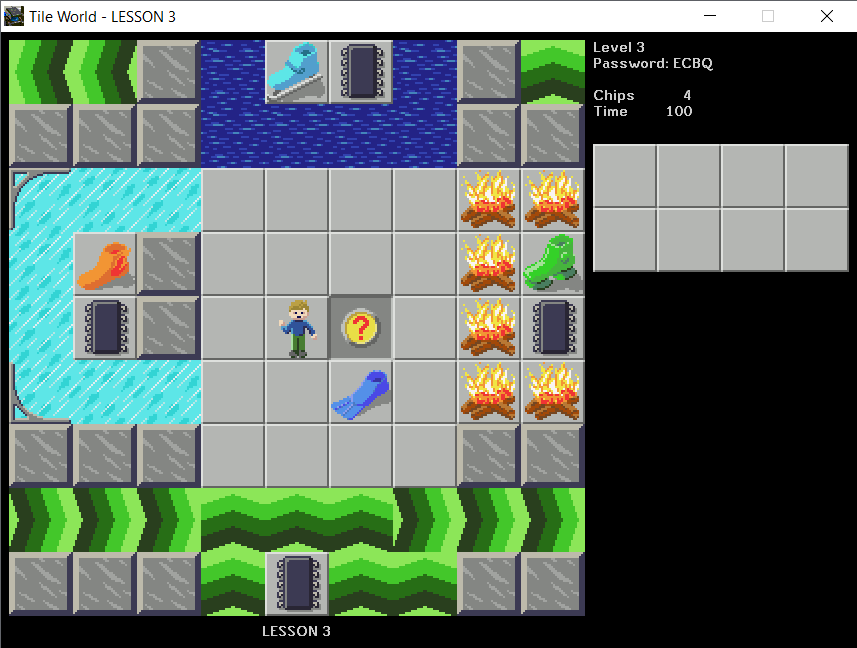 Tile World - LESSON 3
Level 3
Password: ECBQ
Chips 4
Time 100
?
LESSON 3